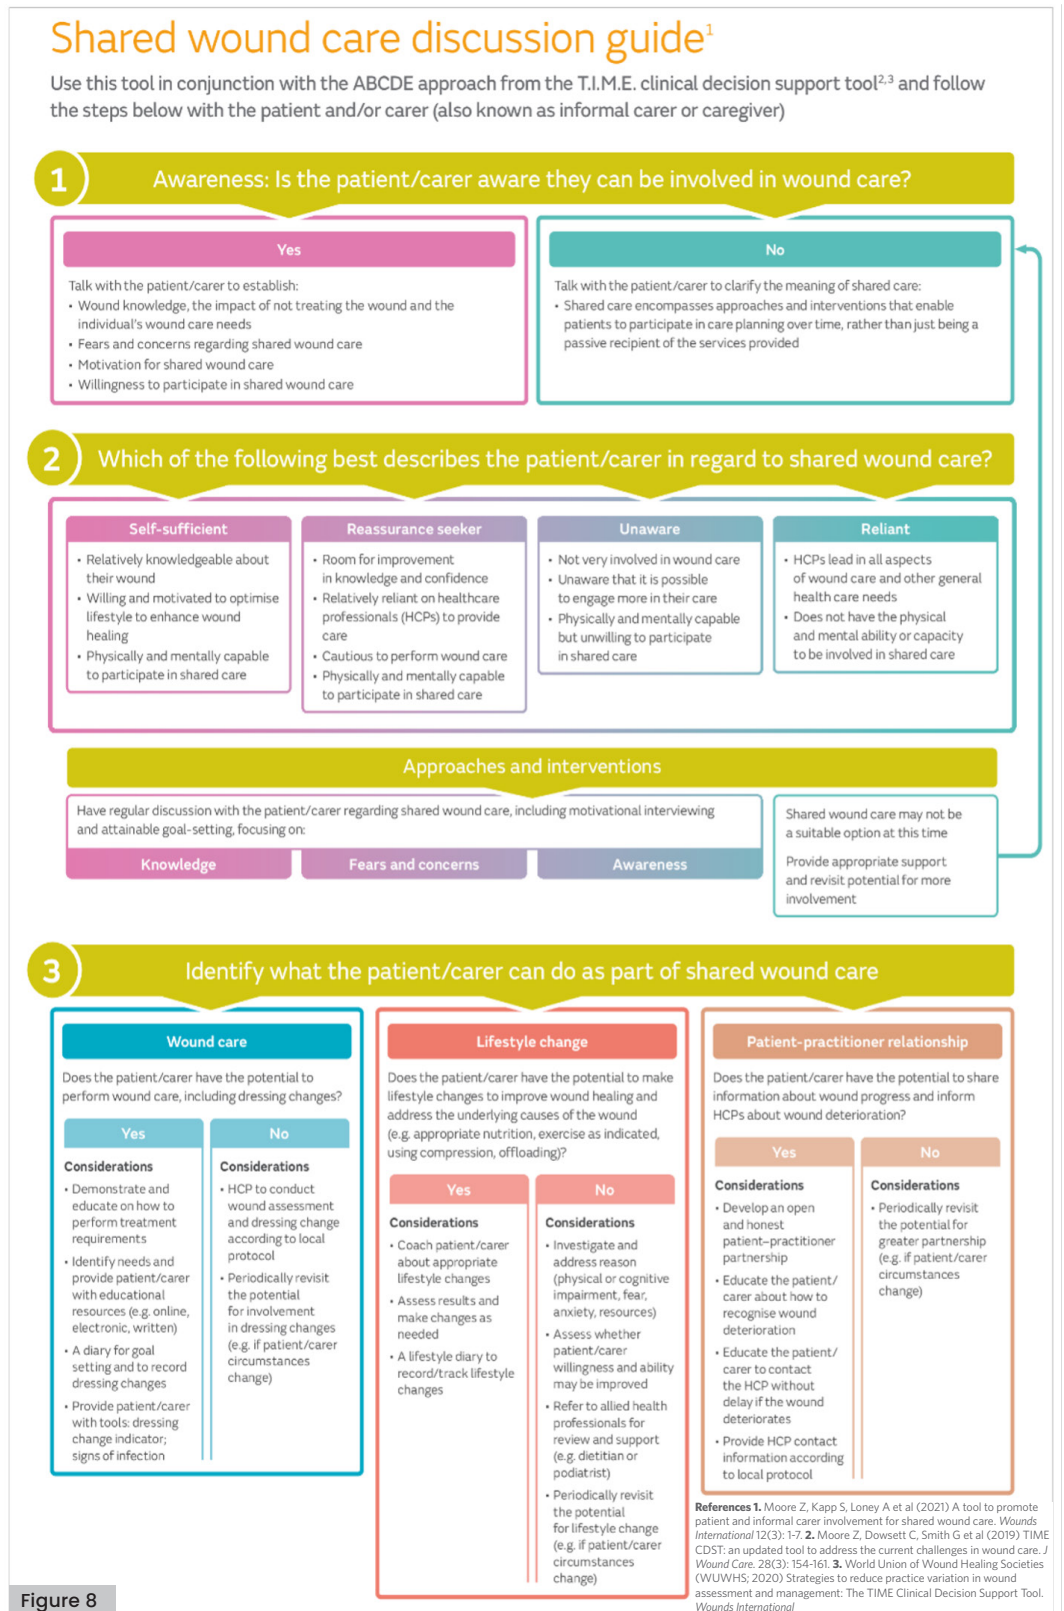 Shared wound care discussion guide1
Use this tool in conjunction with the ABCDE approach from the T.I.M.E. clinical decision support tool2,3 and follow
the steps below with the patient and/or carer (also known as informal carer or caregiver)
1
Awareness: Is the patient/carer aware they can be involved in wound care?
Yes
Talk with the patient/carer to establish:
• Wound knowledge, the impact of not treating the wound and the
individual's wound care needs
• Fears and concerns regarding shared wound care
• Motivation for shared wound care
• Willingness to participate in shared wound care
No
Talk with the patient/carer to clarify the meaning of shared care:
• Shared care encompasses approaches and interventions that enable
patients to participate in care planning over time, rather than just being a
passive recipient of the services provided
2
Which of the following best describes the patient/carer in regard to shared wound care?
Self-sufficient
• Relatively knowledgeable about
their wound
• Willing and motivated to optimise
lifestyle to enhance wound
healing
• Physically and mentally capable
to participate in shared care
Reassurance seeker
• Room for improvement
in knowledge and confidence
• Relatively reliant on healthcare
professionals (HCPs) to provide
care
• Cautious to perform wound care
• Physically and mentally capable
to participate in shared care
Unaware
• Not very involved in wound care
• Unaware that it is possible
to engage more in their care
• Physically and mentally capable
but unwilling to participate
in shared care
Reliant
• HCPs lead in all aspects
of wound care and other general
health care needs
• Does not have the physical
and mental ability or capacity
to be involved in shared care
Approaches and interventions
Have regular discussion with the patient/carer regarding shared wound care, including motivational interviewing
and attainable goal-setting, focusing on:
Knowledge
Fears and concerns
Awareness
Shared wound care may not be
a suitable option at this time
Provide appropriate support
and revisit potential for more
involvement
3
Identify what the patient/carer can do as part of shared wound care
Wound care
Does the patient/carer have the potential to
perform wound care, including dressing changes?
Yes
Considerations
• Demonstrate and
educate on how to
perform treatment
requirements
• Identify needs and
provide patient/carer
with educational
resources (e.g. online,
electronic, written)
• A diary for goal
setting and to record
dressing changes
• Provide patient/carer
with tools: dressing
change indicator;
signs of infection
No
Considerations
• HCP to conduct
wound assessment
and dressing change
according to local
protocol
• Periodically revisit
the potential
for involvement
in dressing changes
(e.g. if patient/carer
circumstances
change)
Lifestyle change
Does the patient/carer have the potential to make
lifestyle changes to improve wound healing and
address the underlying causes of the wound
(e.g. appropriate nutrition, exercise as indicated,
using compression, offloading)?
Yes
Considerations
• Coach patient/carer
about appropriate
lifestyle changes
• Assess results and
make changes as
needed
• A lifestyle diary to
record/track lifestyle
changes
No
Considerations
• Investigate and
address reason
(physical or cognitive
impairment, fear,
anxiety, resources)
• Assess whether
patient/carer
willingness and ability
may be improved
• Refer to allied health
professionals for
review and support
(e.g. dietitian or
podiatrist)
• Periodically revisit
the potential
for lifestyle change
(e.g. if patient/carer
circumstances
change)
Patient-practitioner relationship
Does the patient/carer have the potential to share
information about wound progress and inform
HCPs about wound deterioration?
Yes
Considerations
• Develop an open
and honest
patient–practitioner
partnership
• Educate the patient/
carer about how to
recognise wound
deterioration
• Educate the patient/
carer to contact
the HCP without
delay if the wound
deteriorates
• Provide HCP contact
information according
to local protocol
No
Considerations
• Periodically revisit
the potential for
greater partnership
(e.g. if patient/carer
circumstances
change)
References 1. Moore Z, Kapp S, Loney A et al (2021) A tool to promote
patient and informal carer involvement for shared wound care. Wounds
International 12(3): 1-7. 2. Moore Z, Dowsett C, Smith G et al (2019) TIME
CDST: an updated tool to address the current challenges in wound care. J
Wound Care. 28(3): 154-161. 3. World Union of Wound Healing Societies
(WUWHS; 2020) Strategies to reduce practice variation in wound
assessment and management: The TIME Clinical Decision Support Tool.
Wounds International
Figure 8